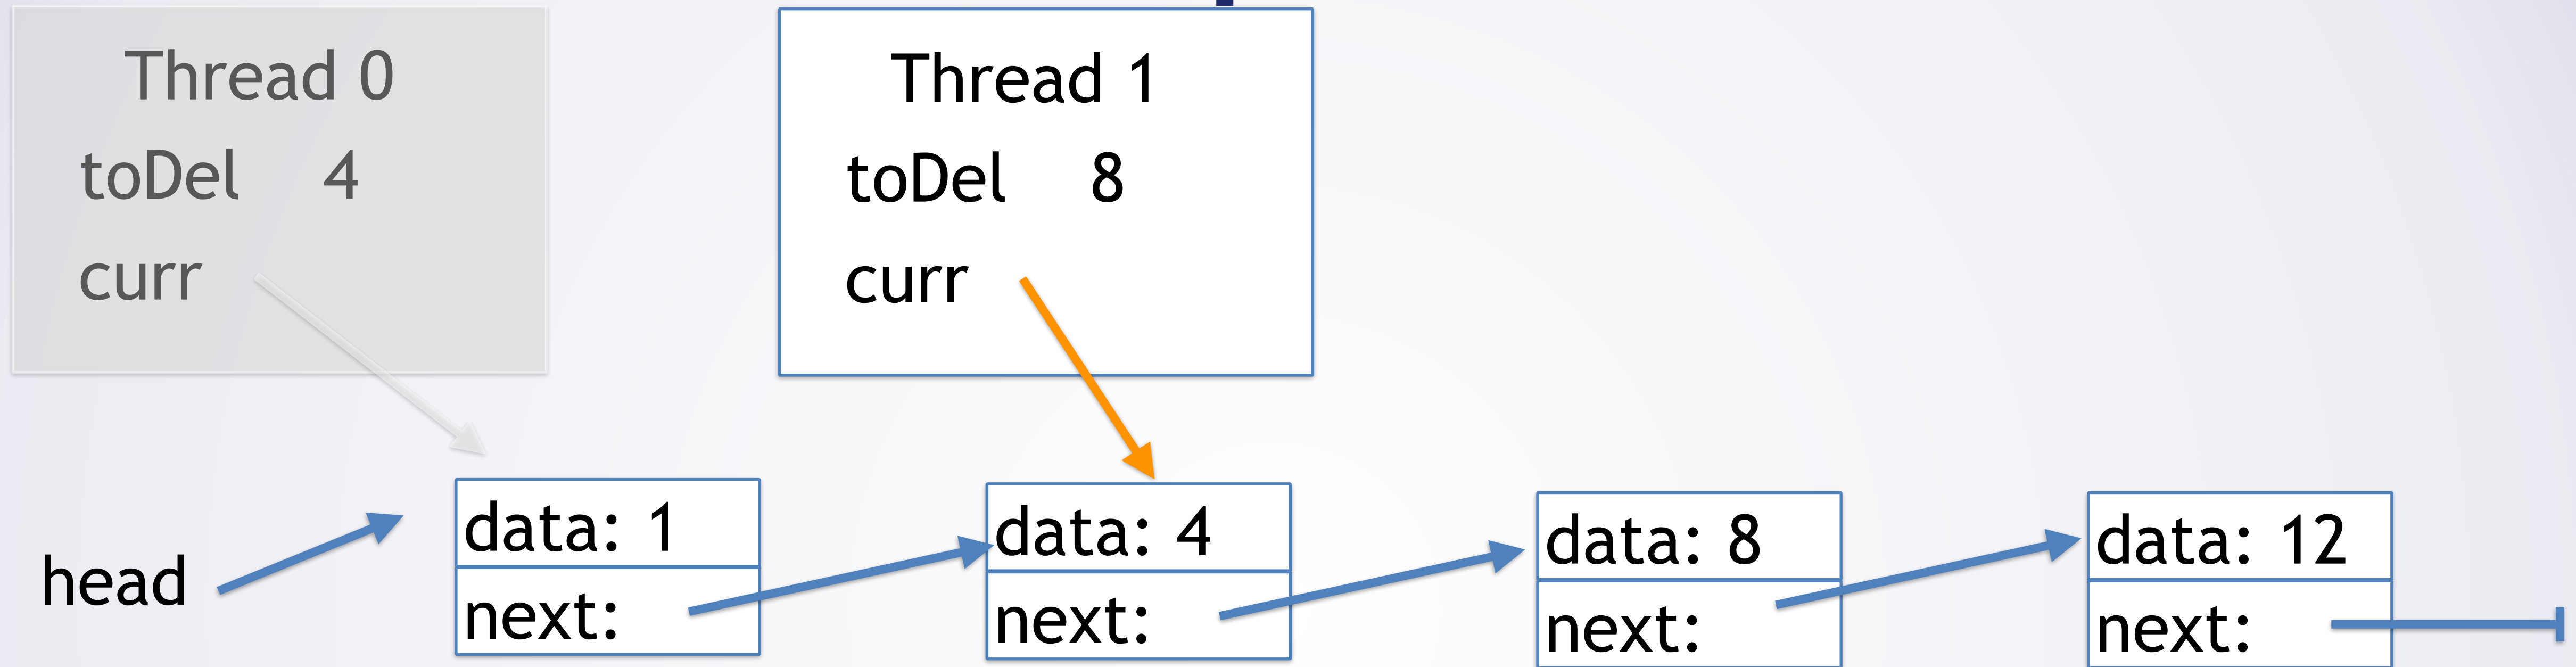 Thread 0
toDel 4
curr
Thread 1
toDel 8
curr
head
data: 1
next:
data: 4
next:
data: 8
next:
data: 12
next: